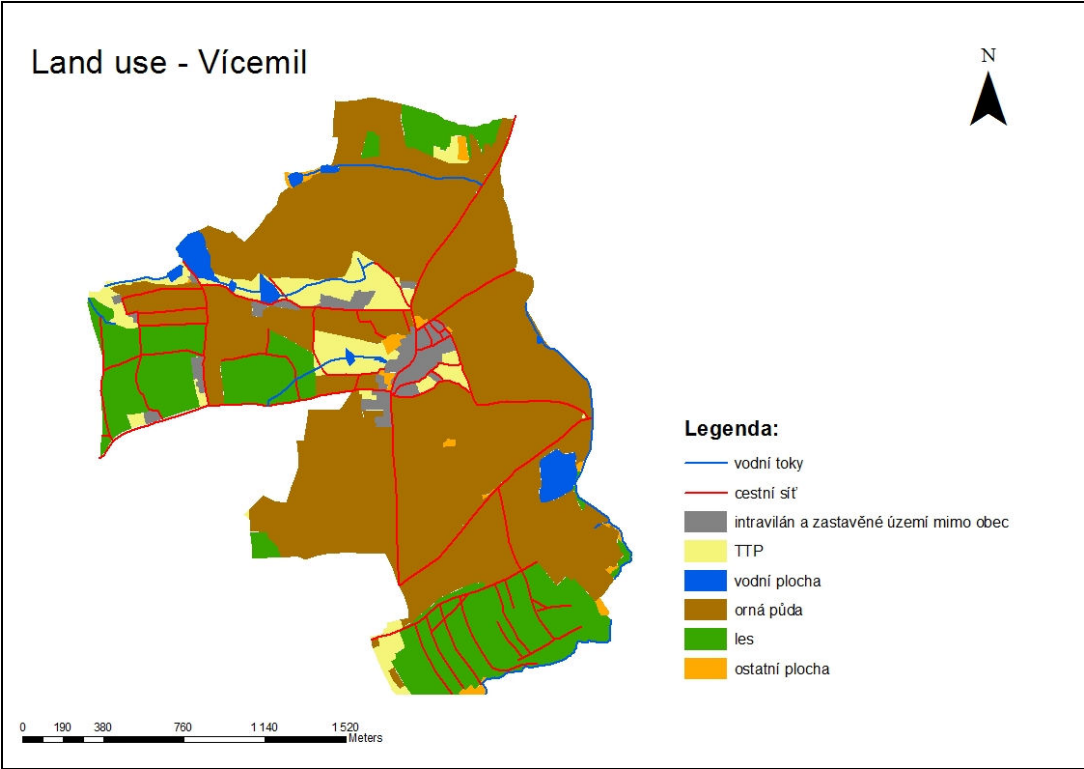 Land use - Vícemil
N
Legenda:
vodní toky
cestní síť
intravilán a zastavěné území mimo obec
TTP
vodní plocha
orná půda
les
ostatní plocha
0 190 380 760 1 140 1 520
Meters